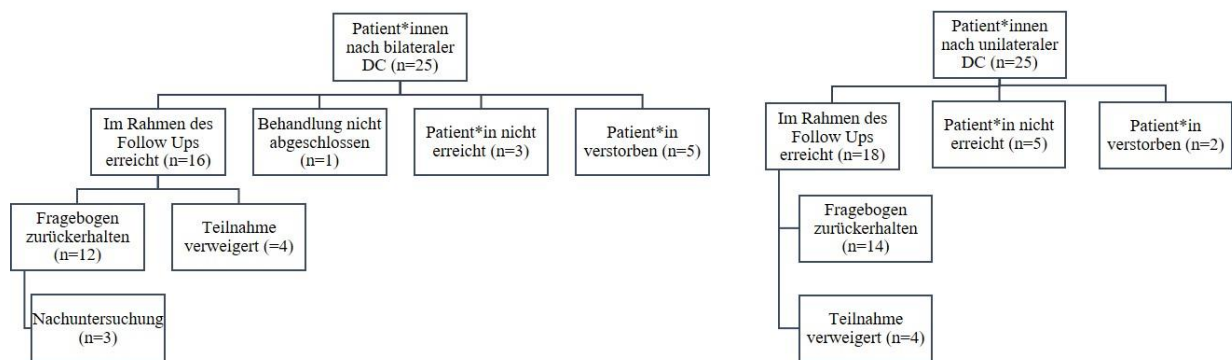 Patient*innen
nach bilateraler
DC (n=25)
Im Rahmen des
Follow Ups
erreicht (n=16)
Behandlung nicht
abgeschlossen
(n=1)
Patient*in nicht
erreicht (n=3)
Patient*in
verstorben (n=5)
Fragebogen
zurückerhalten
(n=12)
Teilnahme
verweigert (=4)
Nachuntersuchung
(n=3)
Patient*innen
nach unilateraler
DC (n=25)
Im Rahmen des
Follow Ups
erreicht (n=18)
Patient*in nicht
erreicht (n=5)
Patient*in
verstorben (n=2)
Fragebogen
zurückerhalten
(n=14)
Teilnahme
verweigert (n=4)